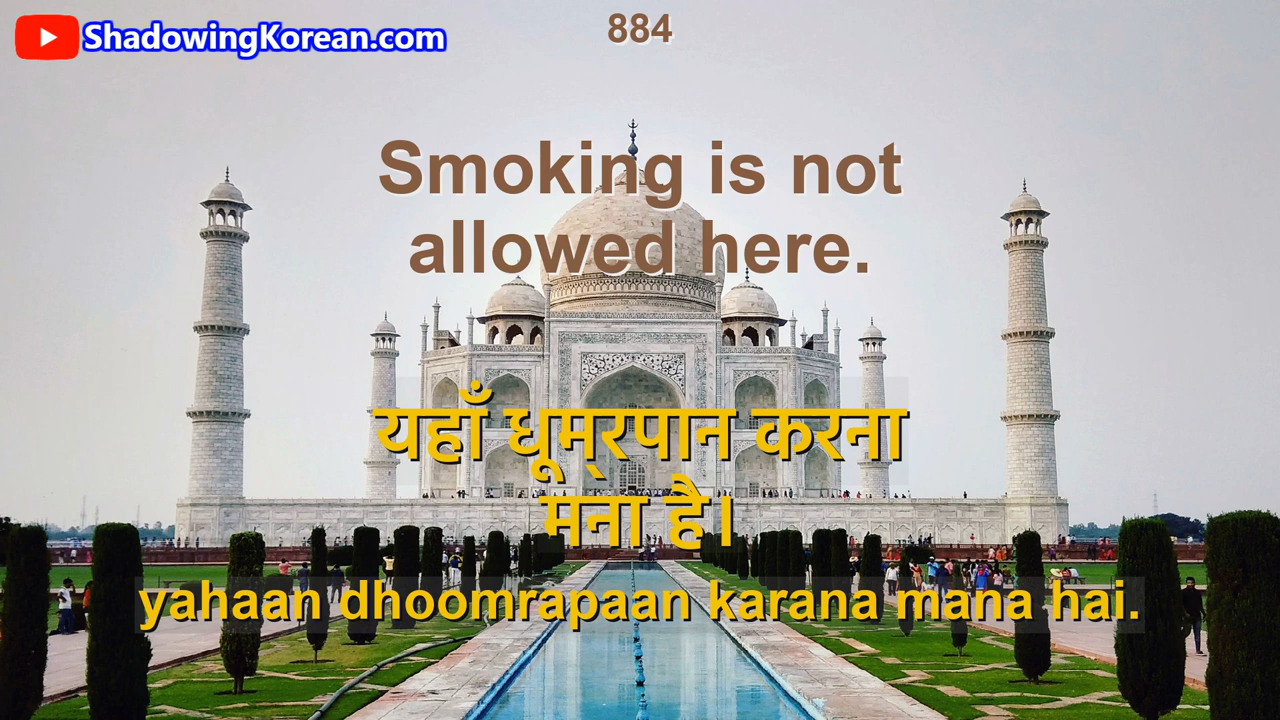 ShadowingKorean.com
884
Smoking is not
allowed here.
यहाँ धूम्रपान करना
मना है।
yahaan dhoomrapaan karana mana hai.